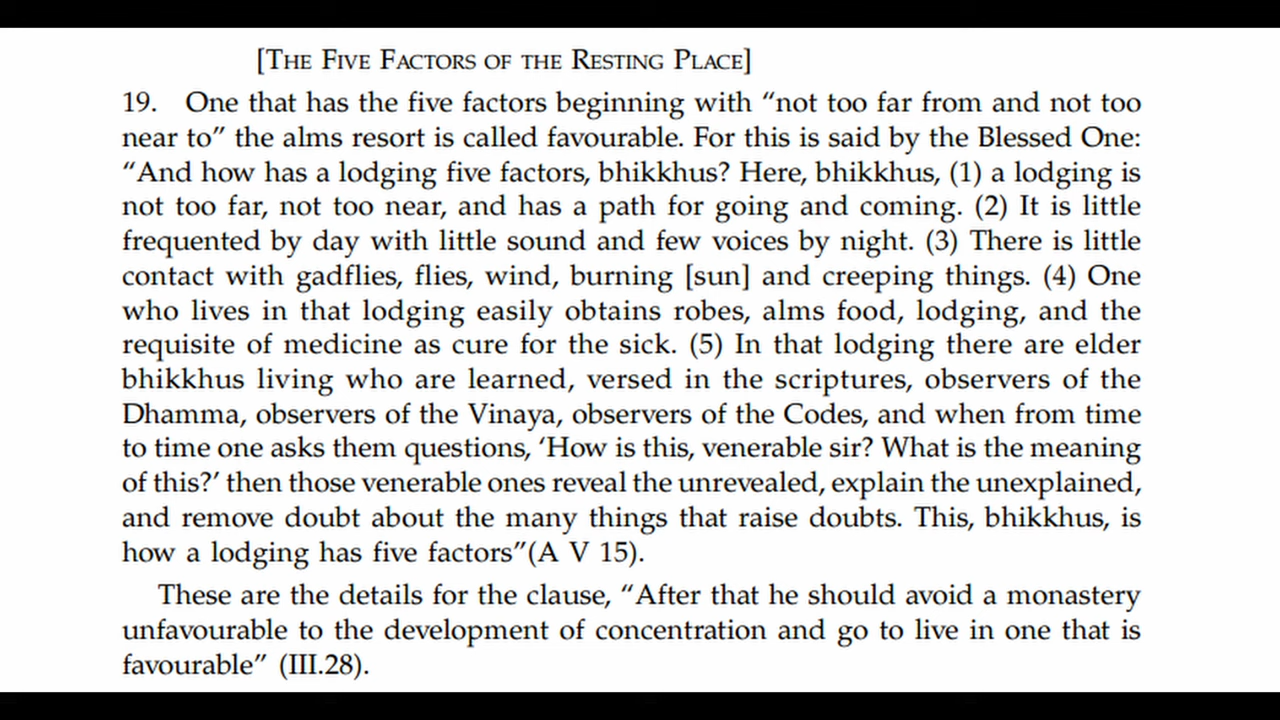 [The Five Factors of the Resting Place]
19. One that has the five factors beginning with “not too far from and not too
near to” the alms resort is called favourable. For this is said by the Blessed One:
“And how has a lodging five factors, bhikkhus? Here, bhikkhus, (1) a lodging is
not too far, not too near, and has a path for going and coming. (2) It is little
frequented by day with little sound and few voices by night. (3) There is little
contact with gadflies, flies, wind, burning [sun] and creeping things. (4) One
who lives in that lodging easily obtains robes, alms food, lodging, and the
requisite of medicine as cure for the sick. (5) In that lodging there are elder
bhikkhus living who are learned, versed in the scriptures, observers of the
Dhamma, observers of the Vinaya, observers of the Codes, and when from time
to time one asks them questions, ‘How is this, venerable sir? What is the meaning
of this?’ then those venerable ones reveal the unrevealed, explain the unexplained,
and remove doubt about the many things that raise doubts. This, bhikkhus, is
how a lodging has five factors”(A V 15).
These are the details for the clause, “After that he should avoid a monastery
unfavourable to the development of concentration and go to live in one that is
favourable” (III.28).